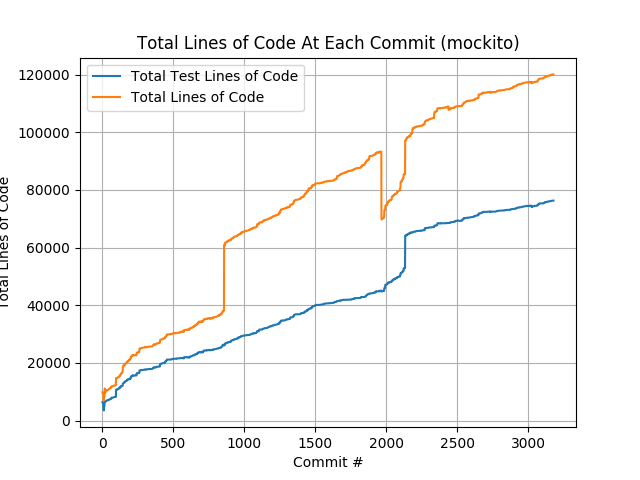 Total Lines of Code At Each Commit (mockito)
Total Test Lines of Code
Total Lines of Code
120000
100000
80000
60000
40000
20000
0
Total Lines of Code
0 500 1000 1500 2000 2500 3000
Commit #